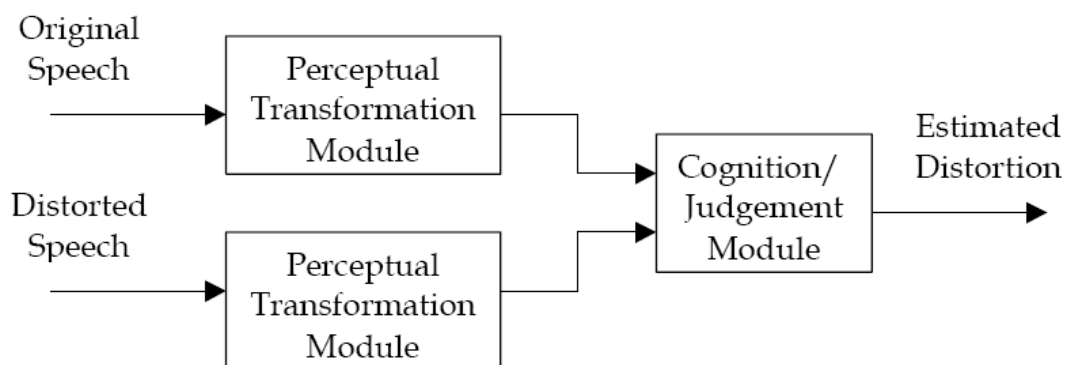 Original
Speech
Perceptual
Transformation
Module
Distorted
Speech
Perceptual
Transformation
Module
Cognition/
Judgement
Module
Estimated
Distortion